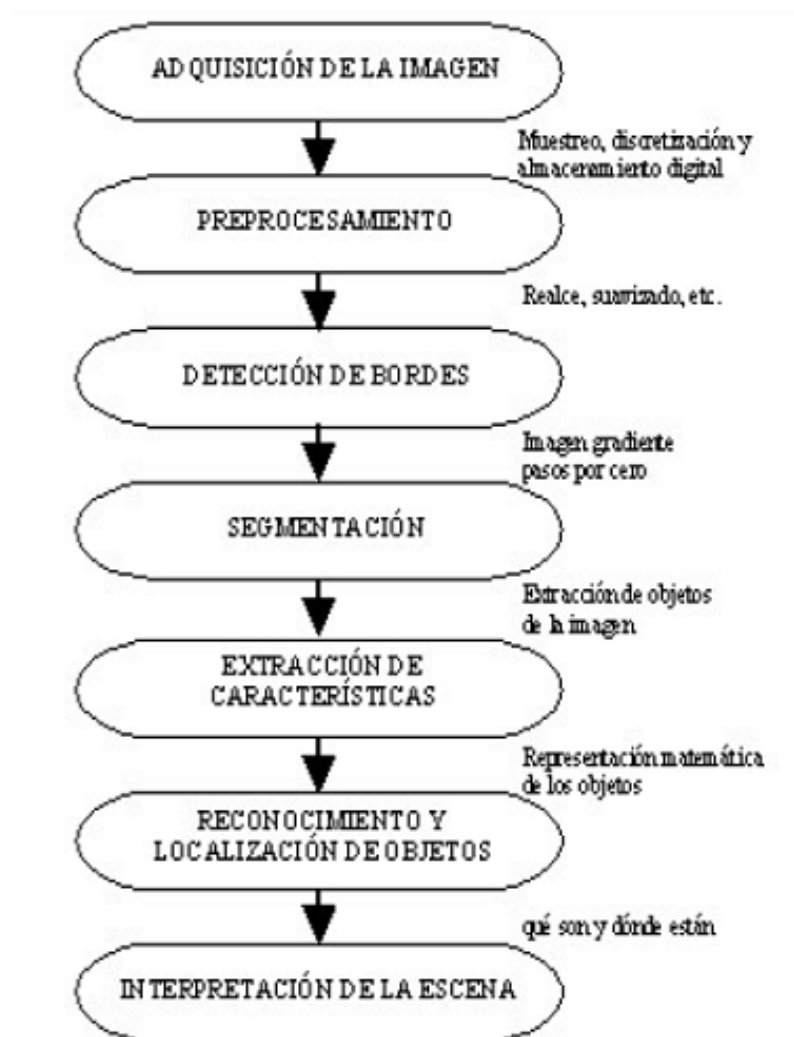 ADQUISICIÓN DE LA IMAGEN
Muestreo, discretización y
almacenamiento digital
PREPROCESAMIENTO
Realce, suavizado, etc.
DETECCIÓN DE BORDES
Imagen gradiente
pasos por cero
SEGMENTACIÓN
Extracción de objetos
de la imagen
EXTRACCIÓN DE
CARACTERÍSTICAS
Representación matemática
de los objetos
RECONOCIMIENTO Y
LOCALIZACIÓN DE OBJETOS
qué son y dónde están
INTERPRETACIÓN DE LA ESCENA